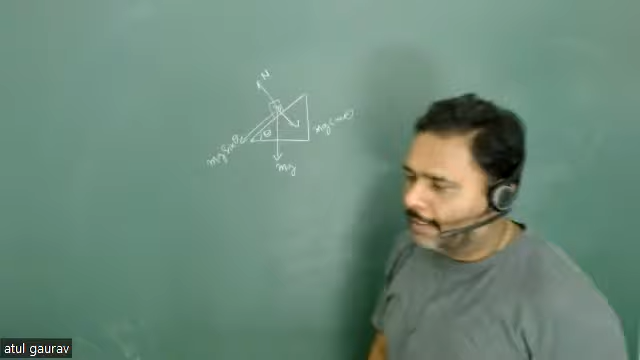 N
mg cosθ
θ
mg sinθ
mg
atul gaurav